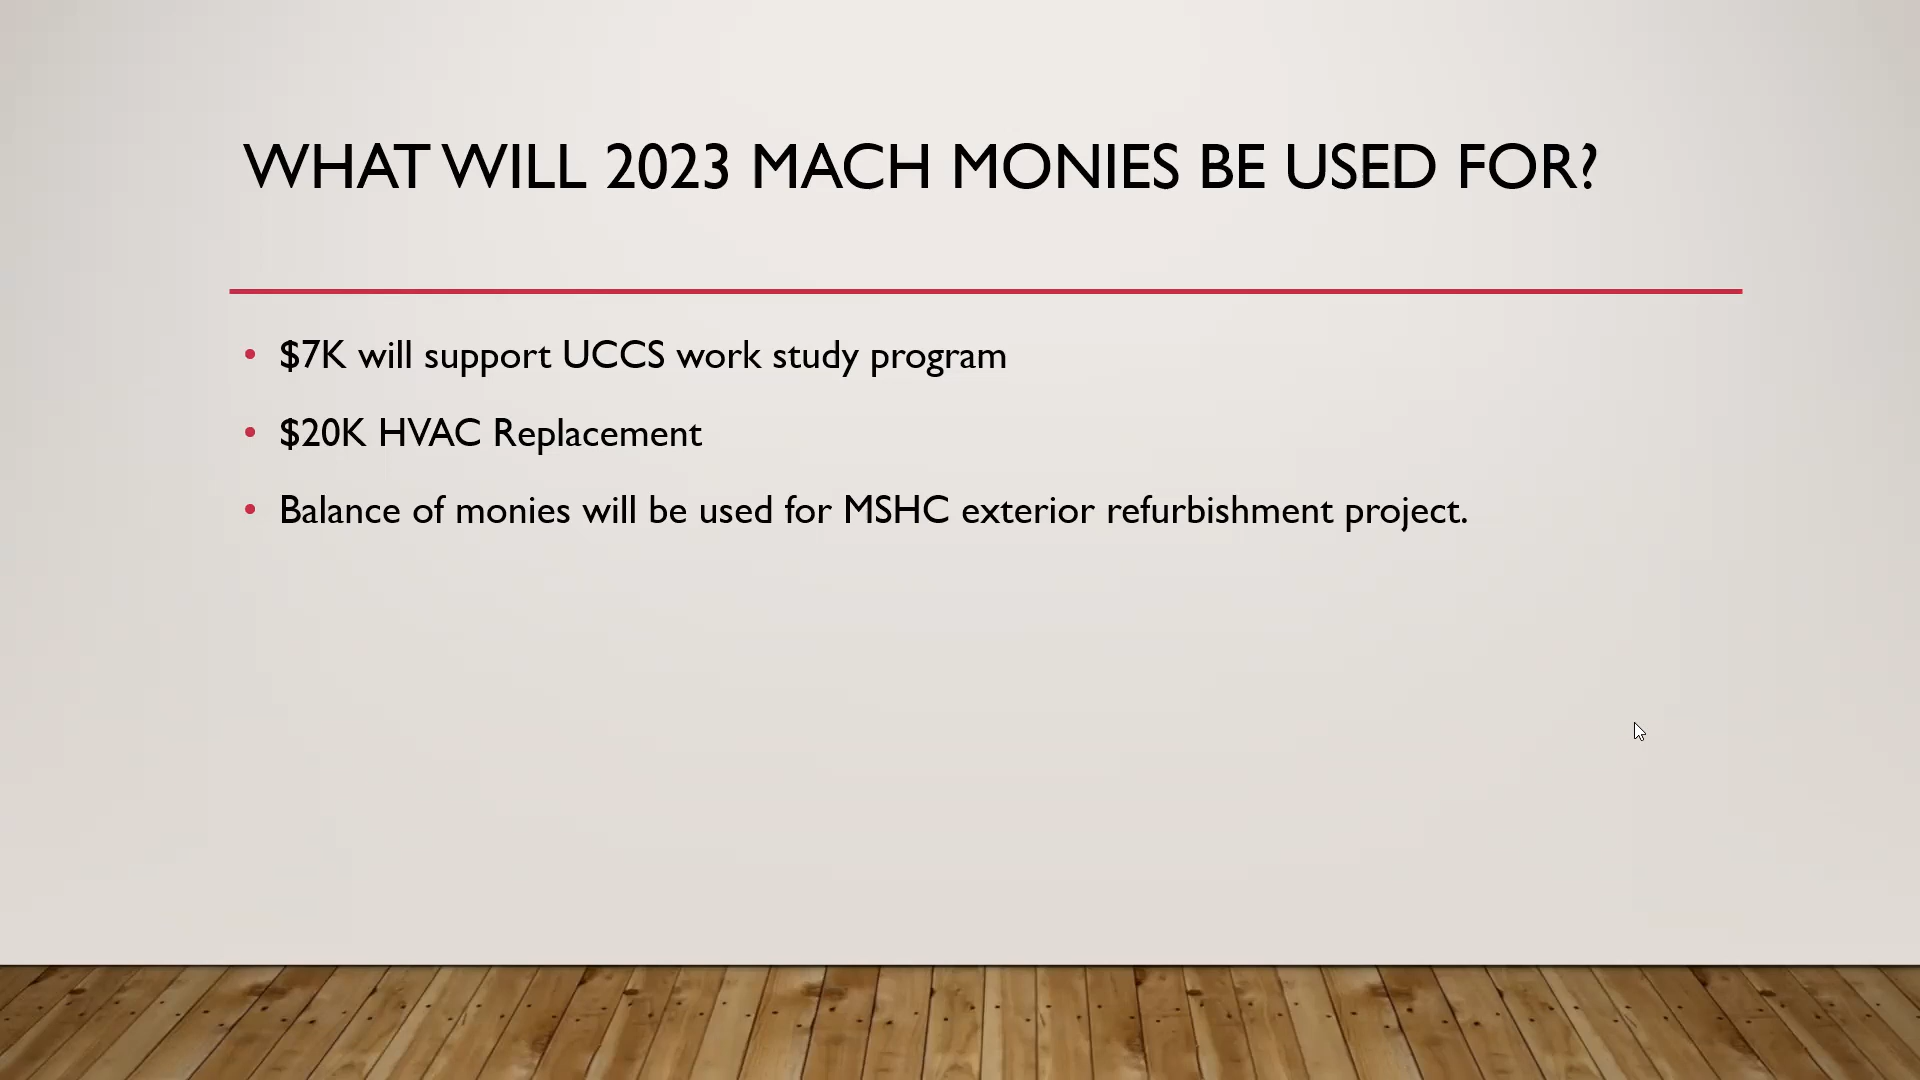 WHAT WILL 2023 MACH MONIES BE USED FOR?
• $7K will support UCCS work study program
• $20K HVAC Replacement
• Balance of monies will be used for MSHC exterior refurbishment project.